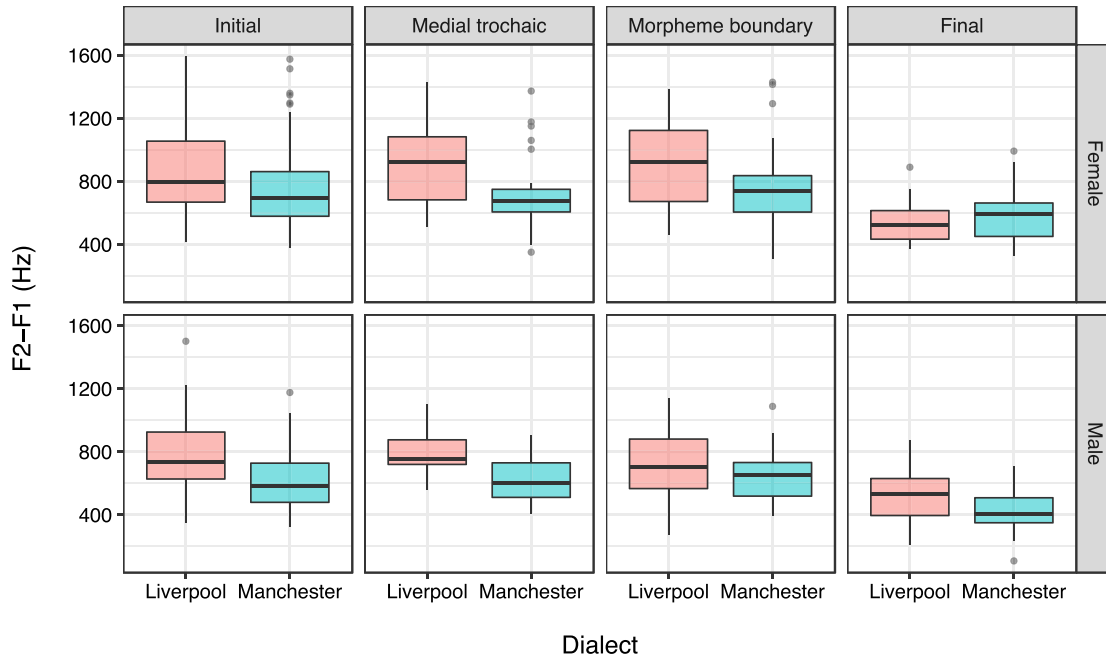 Initial
Medial trochaic
Morpheme boundary
Final
F2−F1 (Hz)
1600
1200
800
400
Female
1600
1200
800
400
Male
Liverpool Manchester
Liverpool Manchester
Liverpool Manchester
Liverpool Manchester
Dialect